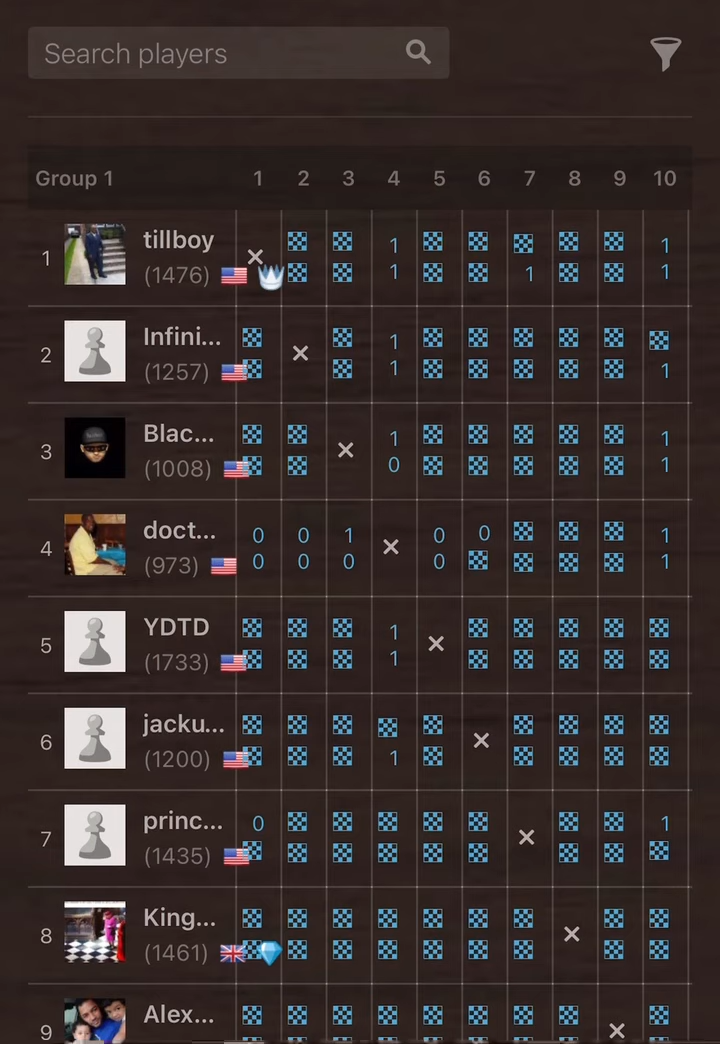 Search players
Group 1 1 2 3 4 5 6 7 8 9 10
1 tillboy 1 1
(1476) 1 1 1
2 Infini... 1
(1257) 1 1
3 Blac... 1 1
(1008) 0 1
4 doct... 0 0 1 0 0 1
(973) 0 0 0 0 1
5 YDTD 1
(1733) 1
6 jacku...
(1200) 1
7 princ... 0 1
(1435)
8 King...
(1461)
9 Alex...